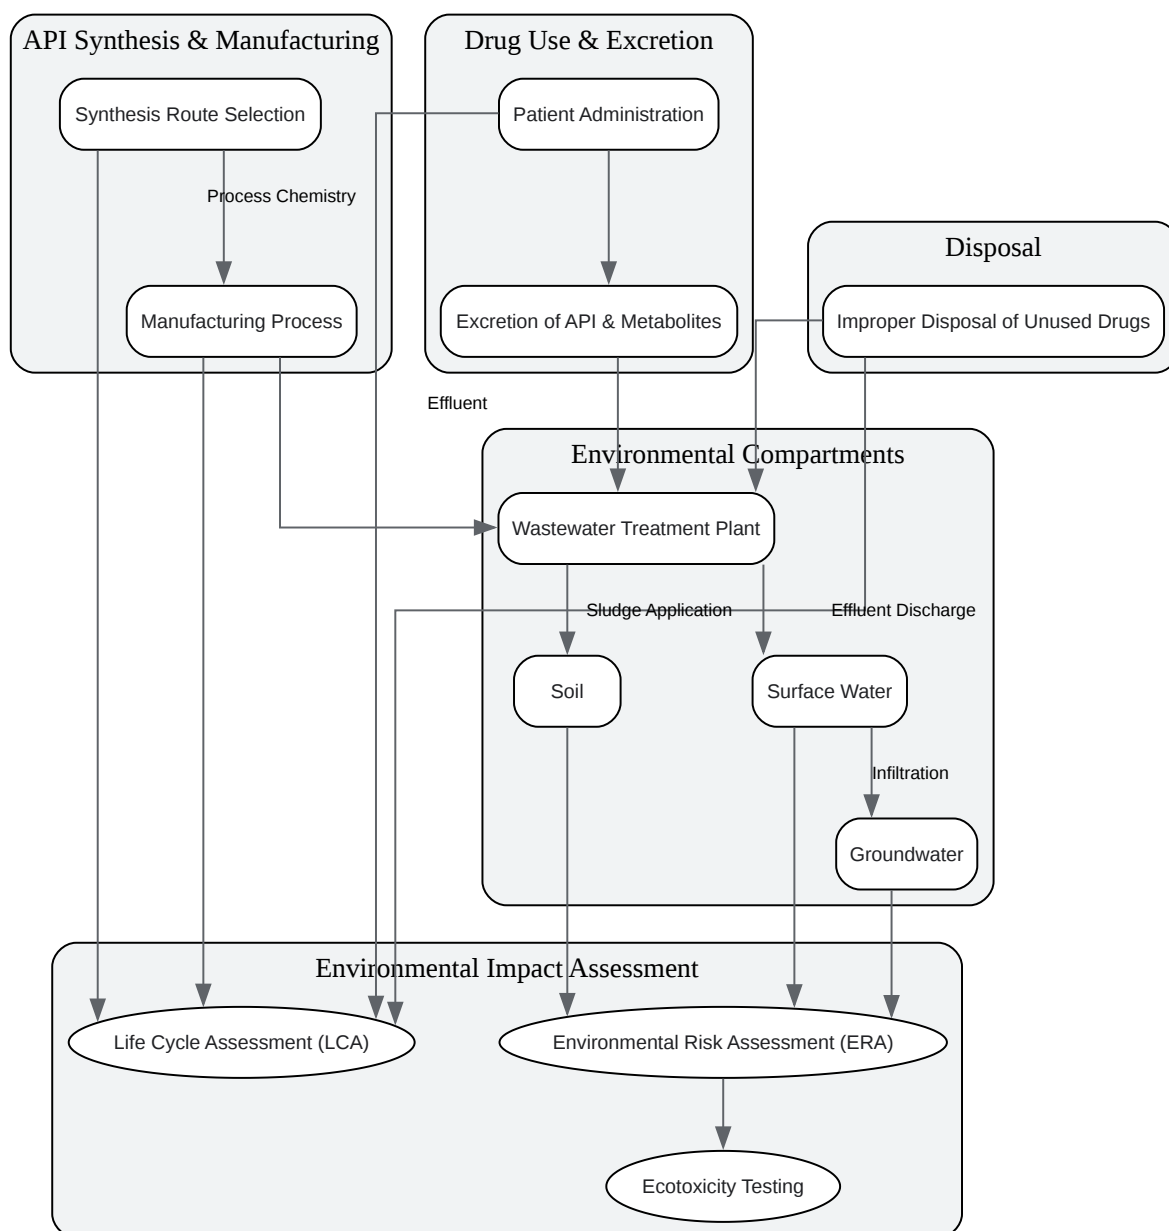 API Synthesis & Manufacturing
Drug Use & Excretion
Synthesis Route Selection
Patient Administration
Process Chemistry
Disposal
Manufacturing Process
Excretion of API & Metabolites
Improper Disposal of Unused Drugs
Effluent
Environmental Compartments
Wastewater Treatment Plant
Sludge Application
Effluent Discharge
Soil
Surface Water
Infiltration
Groundwater
Environmental Impact Assessment
Life Cycle Assessment (LCA)
Environmental Risk Assessment (ERA)
Ecotoxicity Testing